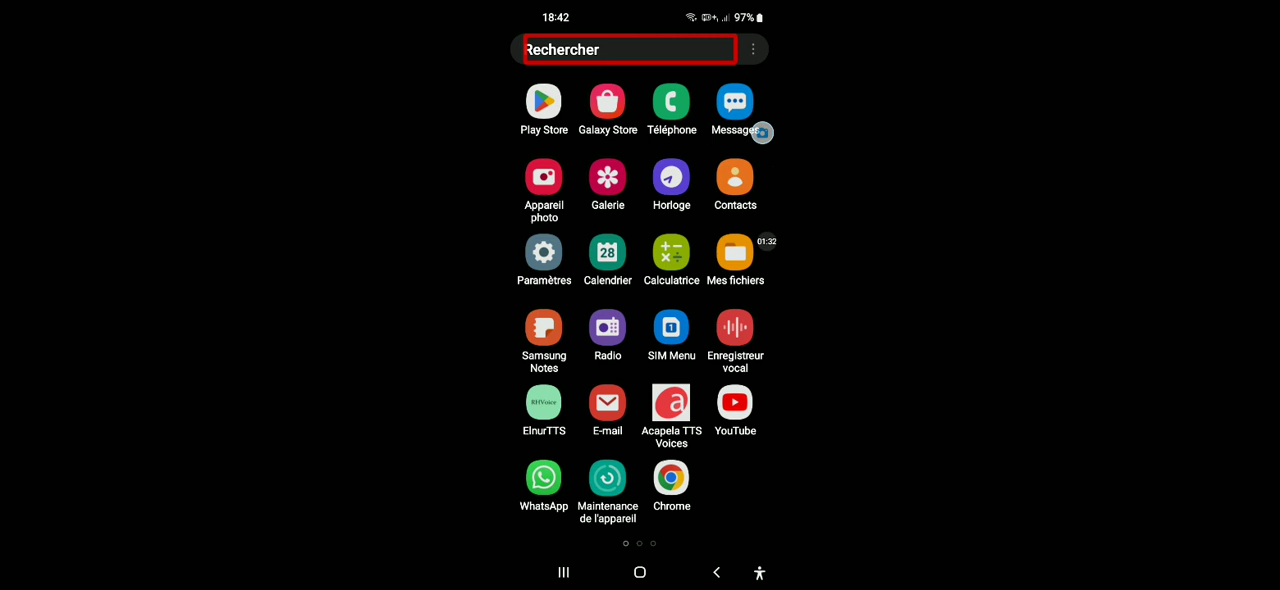 18:42 97%
Rechercher
Play Store Galaxy Store Téléphone Messages
Appareil photo Galerie Horloge Contacts
01:32
28
Paramètres Calendrier Calculatrice Mes fichiers
1
Samsung Notes Radio SIM Menu Enregistreur vocal
RHVoice a
ElnurTTS E-mail Acapela TTS Voices YouTube
WhatsApp Maintenance de l'appareil Chrome